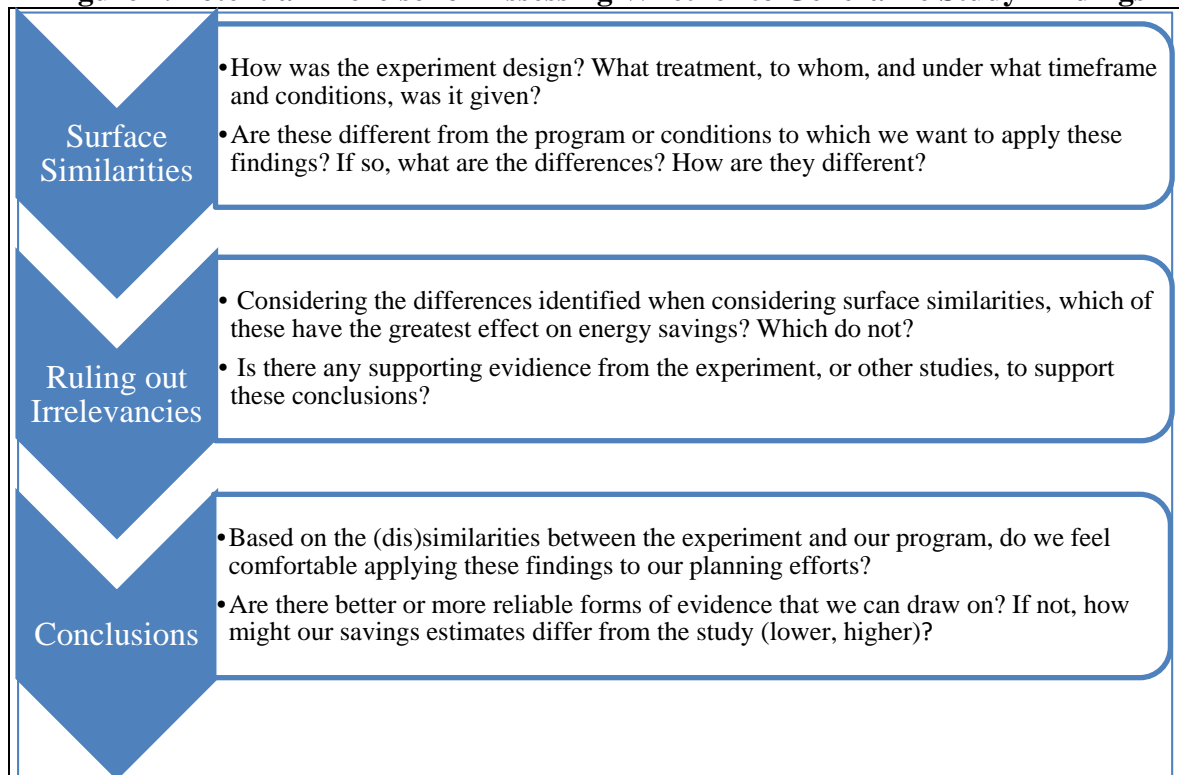 Surface
Similarities
•How was the experiment design? What treatment, to whom, and under what timeframe
and conditions, was it given?
•Are these different from the program or conditions to which we want to apply these
findings? If so, what are the differences? How are they different?
Ruling out
Irrelevancies
• Considering the differences identified when considering surface similarities, which of
these have the greatest effect on energy savings? Which do not?
• Is there any supporting evidience from the experiment, or other studies, to support
these conclusions?
Conclusions
•Based on the (dis)similarities between the experiment and our program, do we feel
comfortable applying these findings to our planning efforts?
•Are there better or more reliable forms of evidence that we can draw on? If not, how
might our savings estimates differ from the study (lower, higher)?